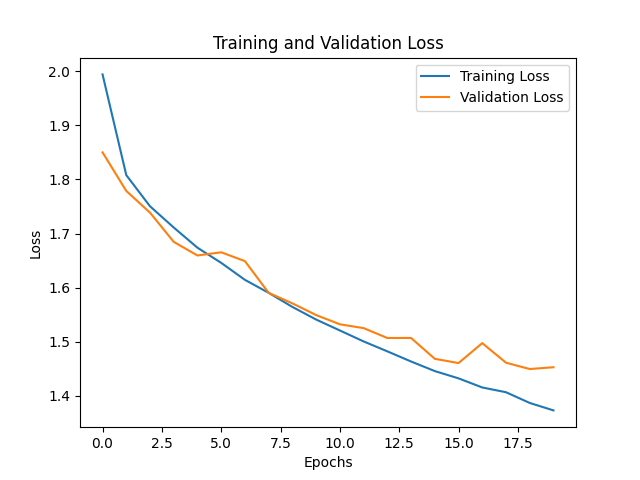 Training and Validation Loss
Training Loss
Validation Loss
2.0
1.9
1.8
1.7
1.6
1.5
1.4
Loss
0.0 2.5 5.0 7.5 10.0 12.5 15.0 17.5
Epochs